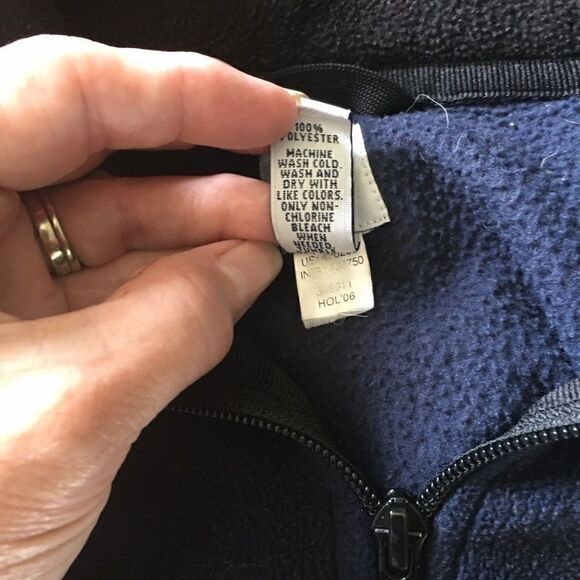 100%
POLYESTER
MACHINE
WASH COLD.
WASH AND
DRY WITH
LIKE COLORS.
ONLY NON-
CHLORINE
BLEACH
WHEN
NEEDED.
US:
HOL'06